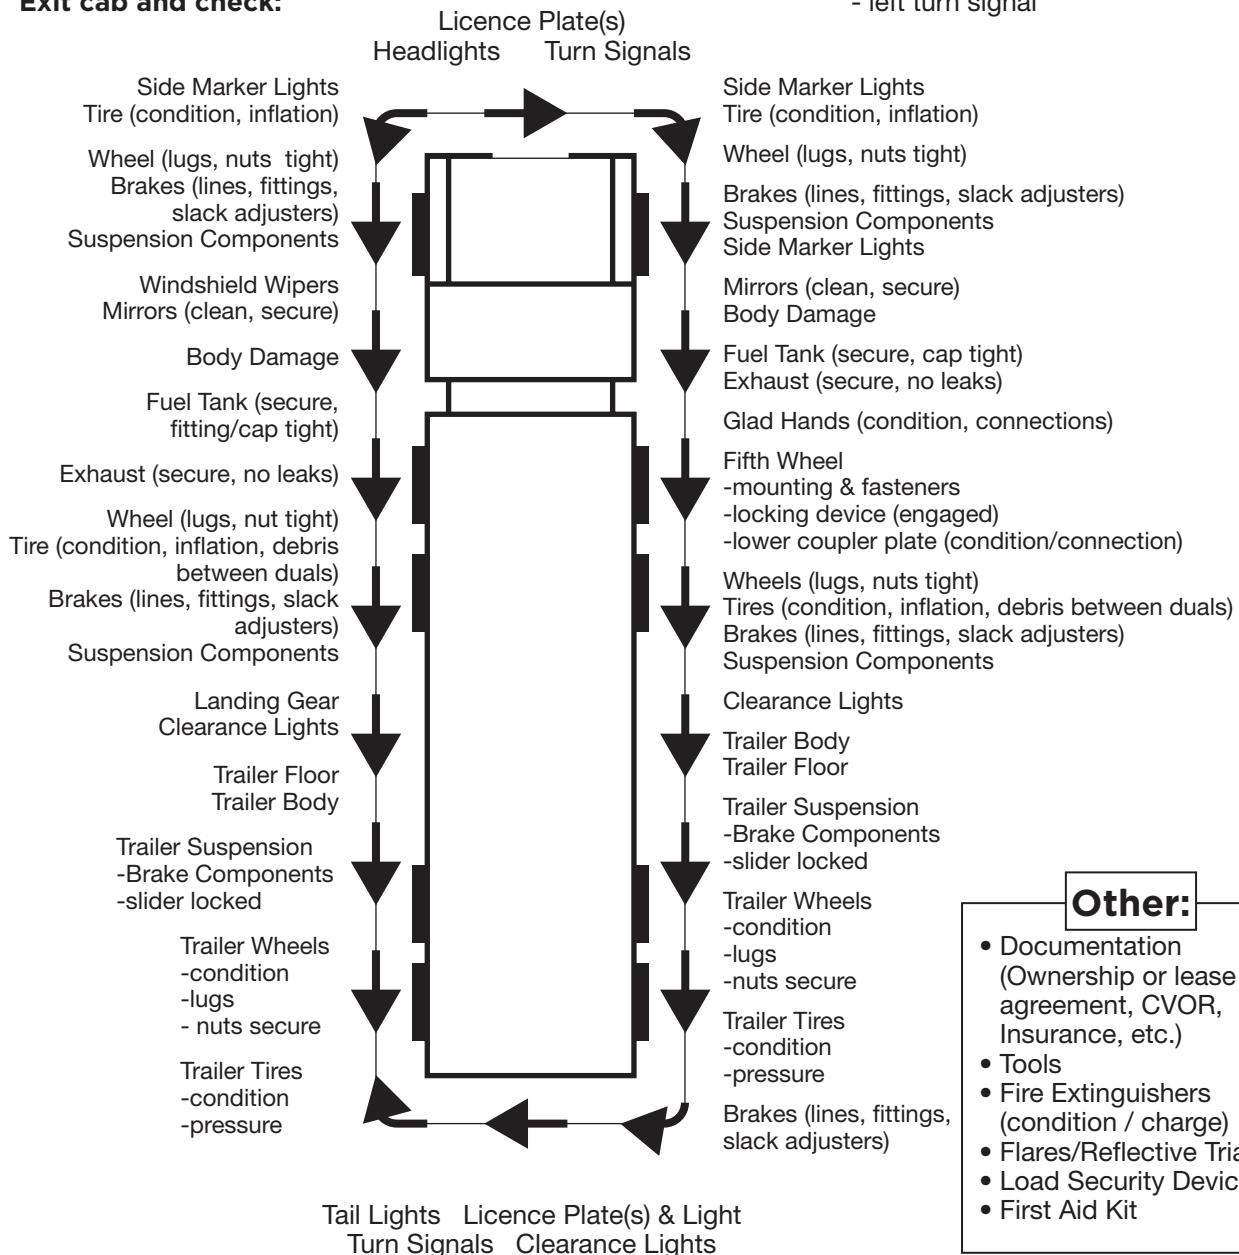 Exit cab and check:
- left turn signal
Licence Plate(s)
Headlights Turn Signals
Side Marker Lights
Tire (condition, inflation)
Wheel (lugs, nuts tight)
Brakes (lines, fittings,
slack adjusters)
Suspension Components
Windshield Wipers
Mirrors (clean, secure)
Body Damage
Fuel Tank (secure,
fitting/cap tight)
Exhaust (secure, no leaks)
Wheel (lugs, nut tight)
Tire (condition, inflation, debris
between duals)
Brakes (lines, fittings, slack
adjusters)
Suspension Components
Landing Gear
Clearance Lights
Trailer Floor
Trailer Body
Trailer Suspension
-Brake Components
-slider locked
Trailer Wheels
-condition
-lugs
- nuts secure
Trailer Tires
-condition
-pressure
Side Marker Lights
Tire (condition, inflation)
Wheel (lugs, nuts tight)
Brakes (lines, fittings, slack adjusters)
Suspension Components
Side Marker Lights
Mirrors (clean, secure)
Body Damage
Fuel Tank (secure, cap tight)
Exhaust (secure, no leaks)
Glad Hands (condition, connections)
Fifth Wheel
-mounting & fasteners
-locking device (engaged)
-lower coupler plate (condition/connection)
Wheels (lugs, nuts tight)
Tires (condition, inflation, debris between duals)
Brakes (lines, fittings, slack adjusters)
Suspension Components
Clearance Lights
Trailer Body
Trailer Floor
Trailer Suspension
-Brake Components
-slider locked
Trailer Wheels
-condition
-lugs
-nuts secure
Trailer Tires
-condition
-pressure
Brakes (lines, fittings,
slack adjusters)
Other:
• Documentation
(Ownership or lease
agreement, CVOR,
Insurance, etc.)
• Tools
• Fire Extinguishers
(condition / charge)
• Flares/Reflective
• Load Security
• First Aid Kit
Tail Lights Licence Plate(s) & Light
Turn Signals Clearance Lights